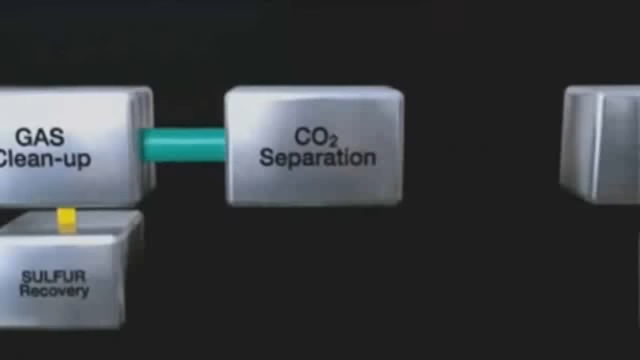 GAS
Clean-up
CO₂
Separation
SULFUR
Recovery